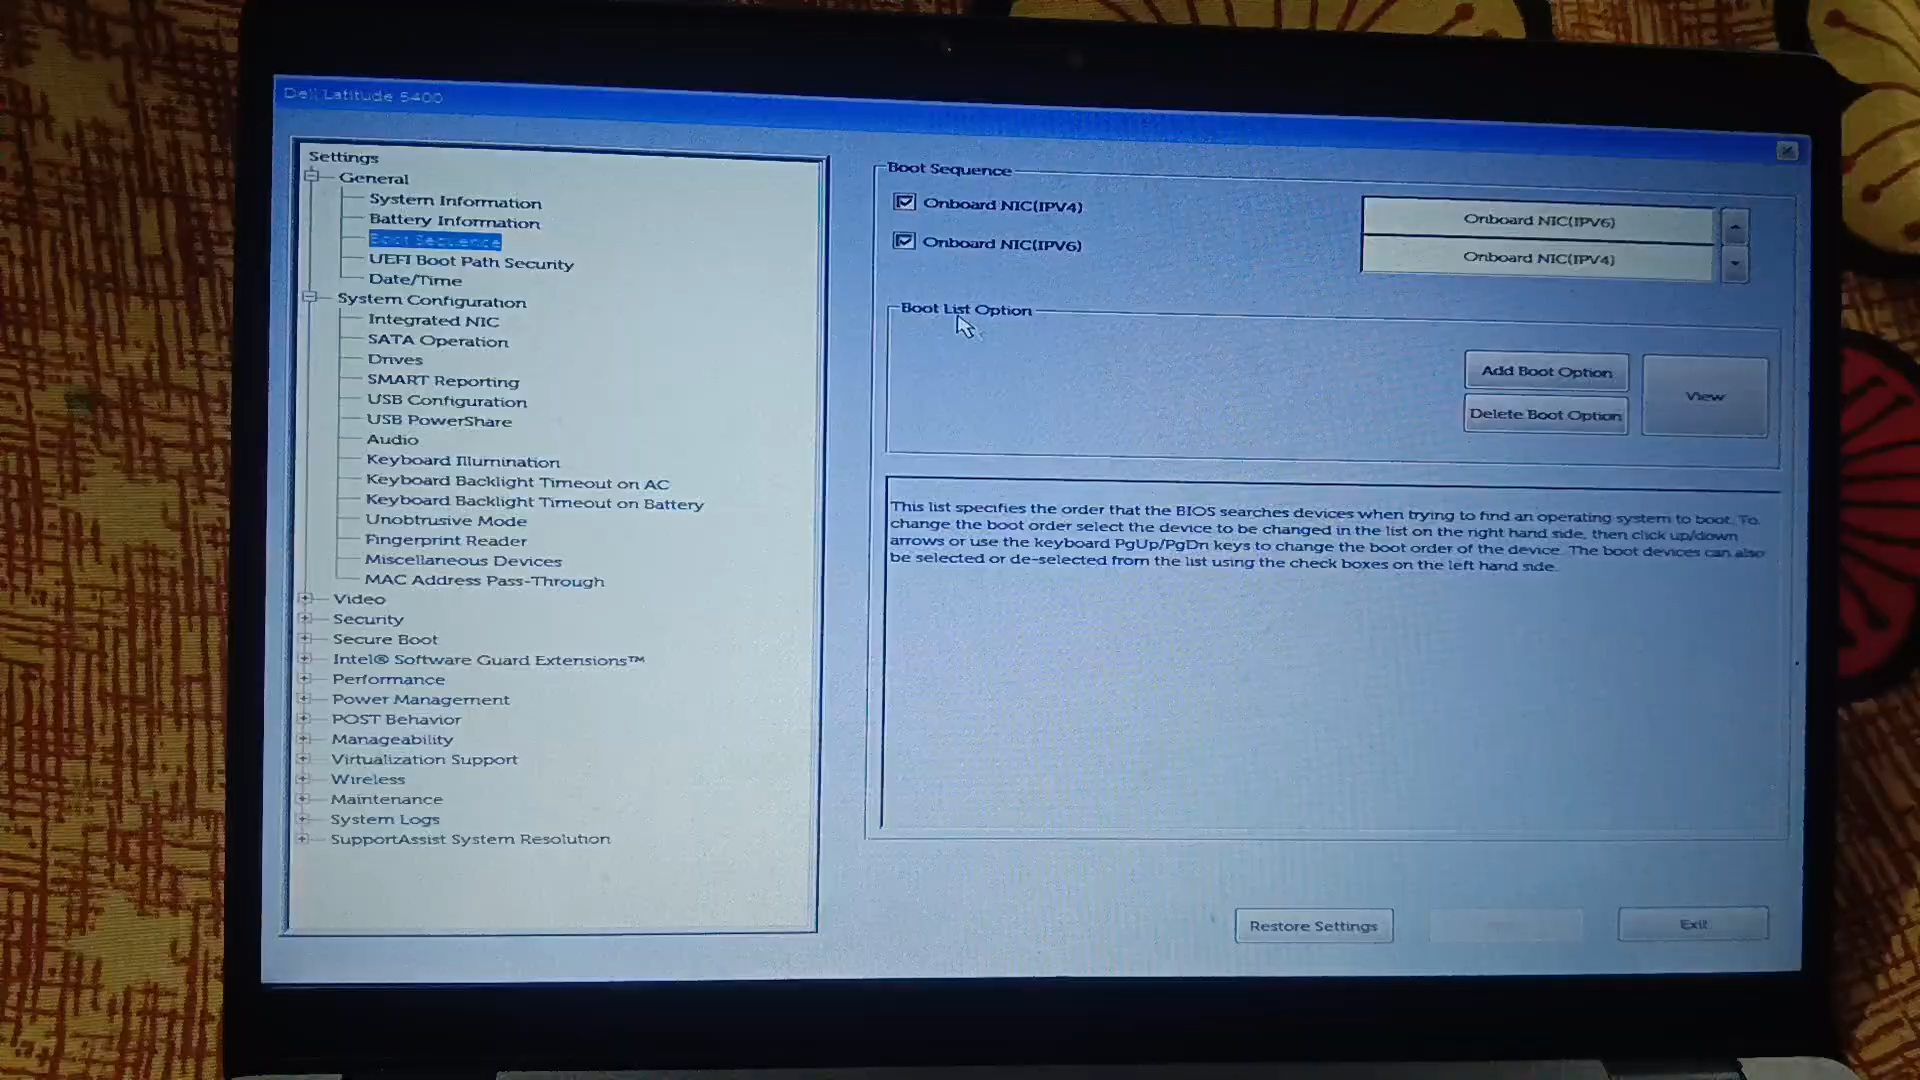 Dell Latitude 5400
Settings
General
System Information
Battery Information
Boot Sequence
UEFI Boot Path Security
Date/Time
System Configuration
Integrated NIC
SATA Operation
Drives
SMART Reporting
USB Configuration
USB PowerShare
Audio
Keyboard Illumination
Keyboard Backlight Timeout on AC
Keyboard Backlight Timeout on Battery
Unobtrusive Mode
Fingerprint Reader
Miscellaneous Devices
MAC Address Pass-Through
Video
Security
Secure Boot
Intel® Software Guard Extensions™
Performance
Power Management
POST Behavior
Manageability
Virtualization Support
Wireless
Maintenance
System Logs
SupportAssist System Resolution
Boot Sequence
Onboard NIC(IPV4)
Onboard NIC(IPV6)
Onboard NIC(IPV6)
Onboard NIC(IPV4)
Boot List Option
Add Boot Option
Delete Boot Option
View
This list specifies the order that the BIOS searches devices when trying to find an operating system to boot. To
change the boot order select the device to be changed in the list on the right hand side, then click up/down
arrows or use the keyboard PgUp/PgDn keys to change the boot order of the device. The boot devices can also
be selected or de-selected from the list using the check boxes on the left hand side.
Restore Settings
Exit